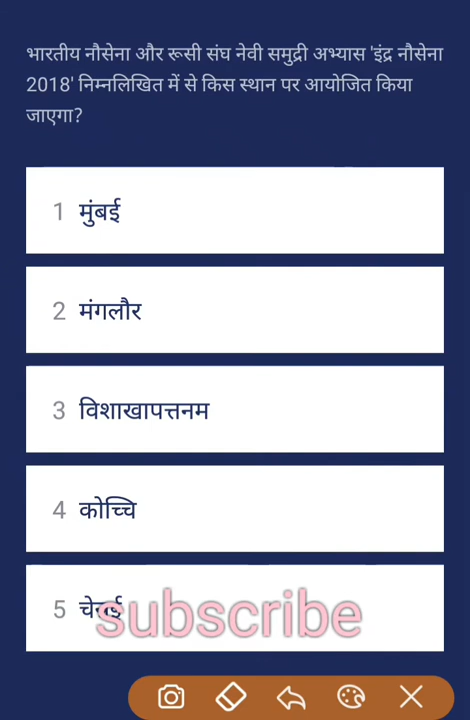 भारतीय नौसेना और रूसी संघ नेवी समुद्री अभ्यास 'इंद्र नौसेना
2018' निम्नलिखित में से किस स्थान पर आयोजित किया
जाएगा?
1 मुंबई
2 मंगलौर
3 विशाखापत्तनम
4 कोच्चि
5
subscribe